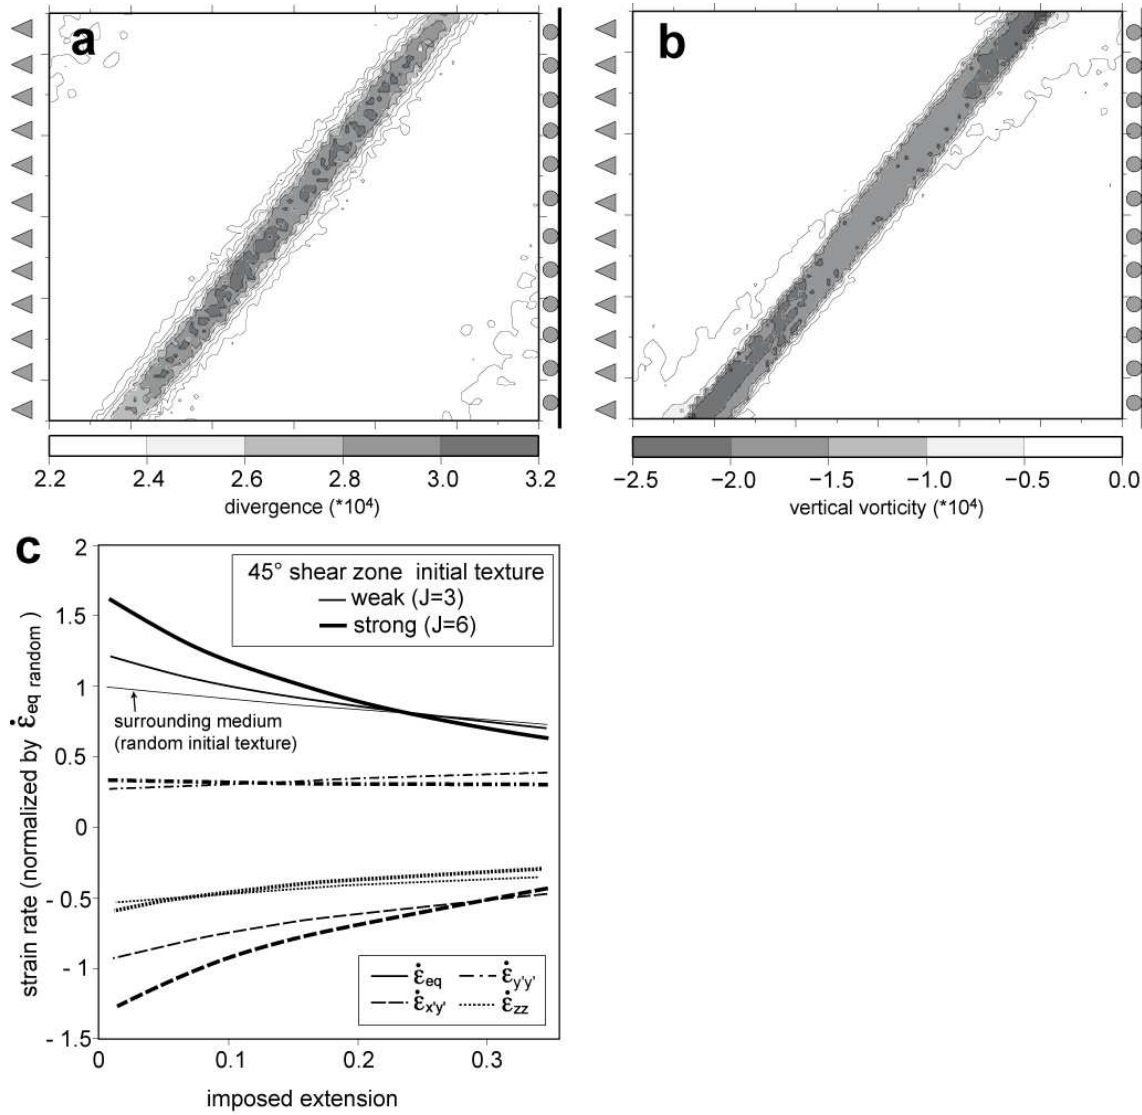 a
b
2.2 2.4 2.6 2.8 3.0 3.2
divergence (*10⁴)
−2.5 −2.0 −1.5 −1.0 −0.5 0.0
vertical vorticity (*10⁴)
c
2
1.5
1
0.5
0
- 0.5
- 1
- 1.5
strain rate (normalized by ε̇eq random )
45° shear zone initial texture
weak (J=3)
strong (J=6)
surrounding medium
(random initial texture)
ε̇eq ε̇y'y'
ε̇x'y' ε̇zz
0 0.1 0.2 0.3
imposed extension